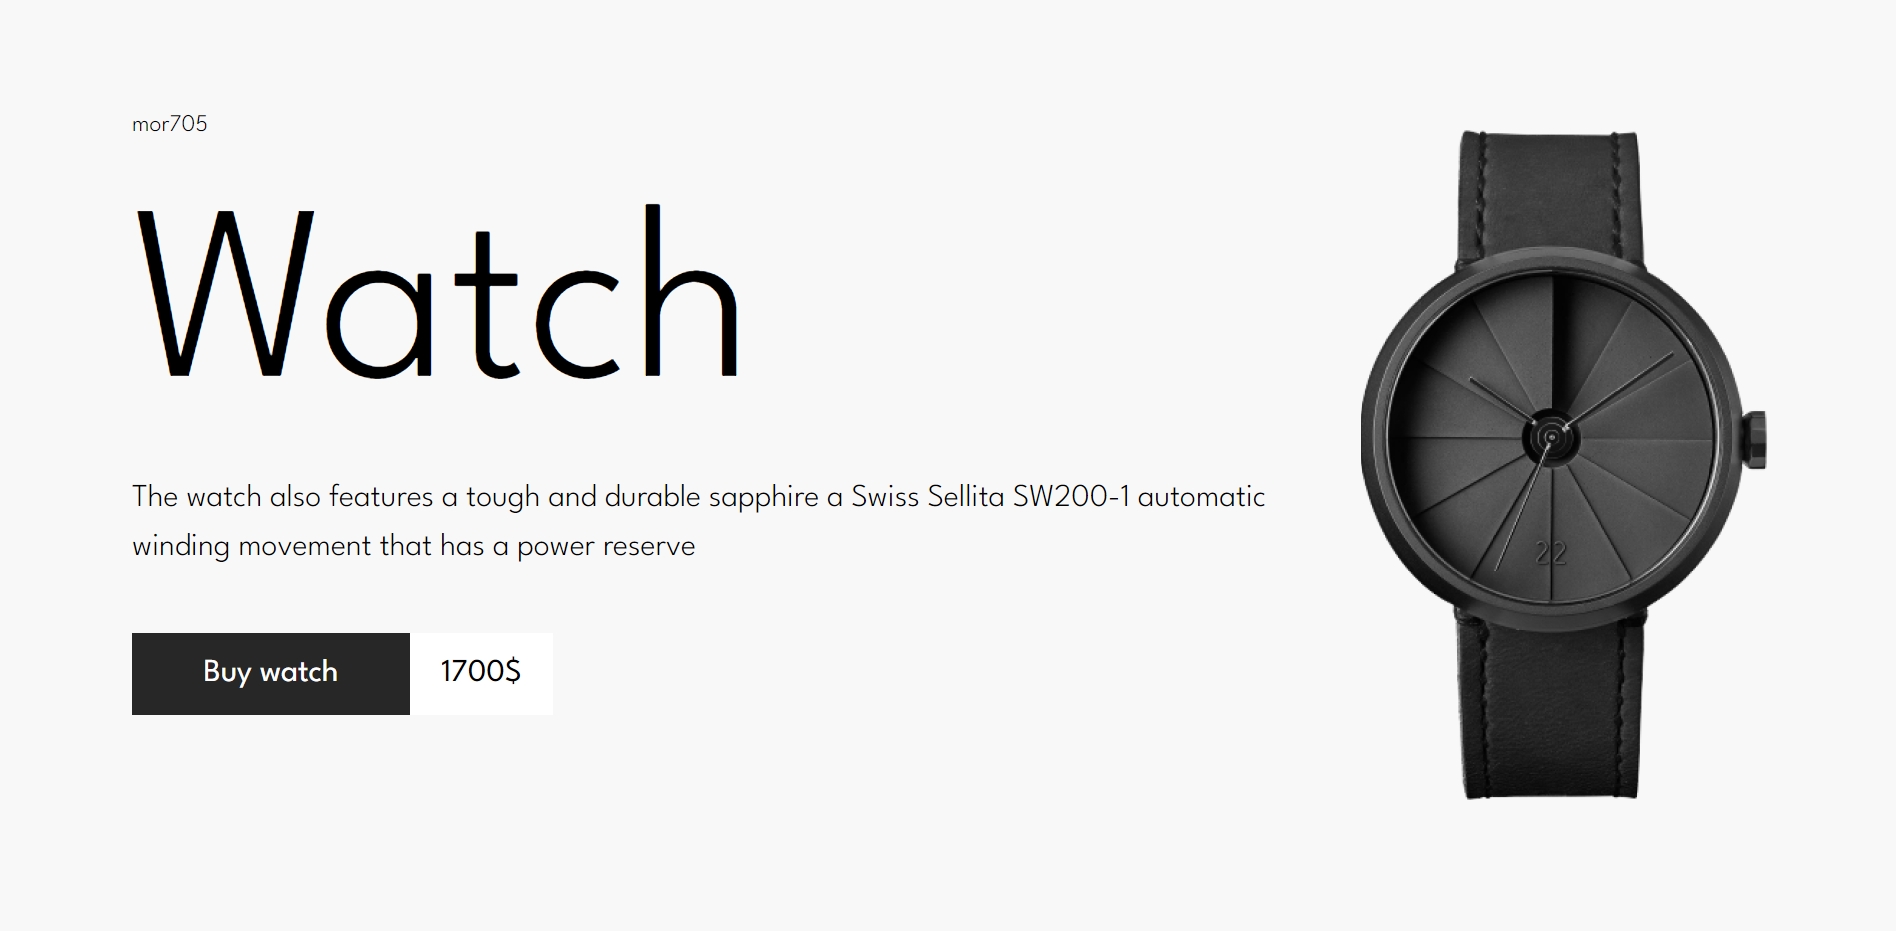 mor705
Watch
The watch also features a tough and durable sapphire a Swiss Sellita SW200-1 automatic
winding movement that has a power reserve
Buy watch
1700$
22